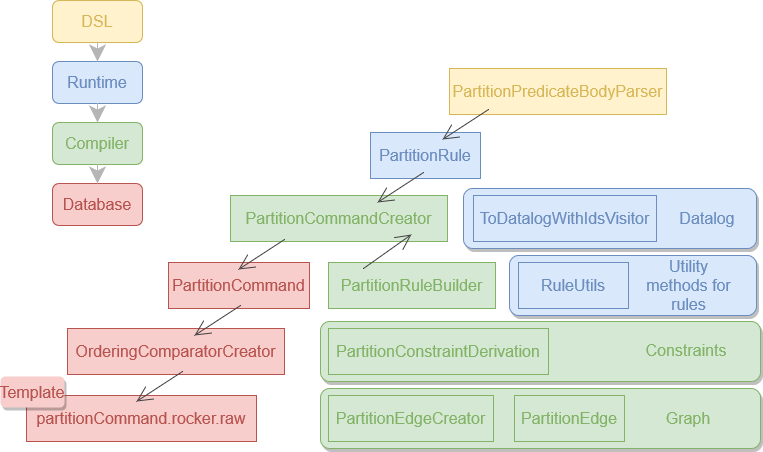 DSL
Runtime
PartitionPredicateBodyParser
Compiler
PartitionRule
Database
PartitionCommandCreator
ToDatalogWithIdsVisitor
Datalog
PartitionCommand
PartitionRuleBuilder
RuleUtils
Utility
methods for
rules
OrderingComparatorCreator
PartitionConstraintDerivation
Constraints
Template
partitionCommand.rocker.raw
PartitionEdgeCreator
PartitionEdge
Graph